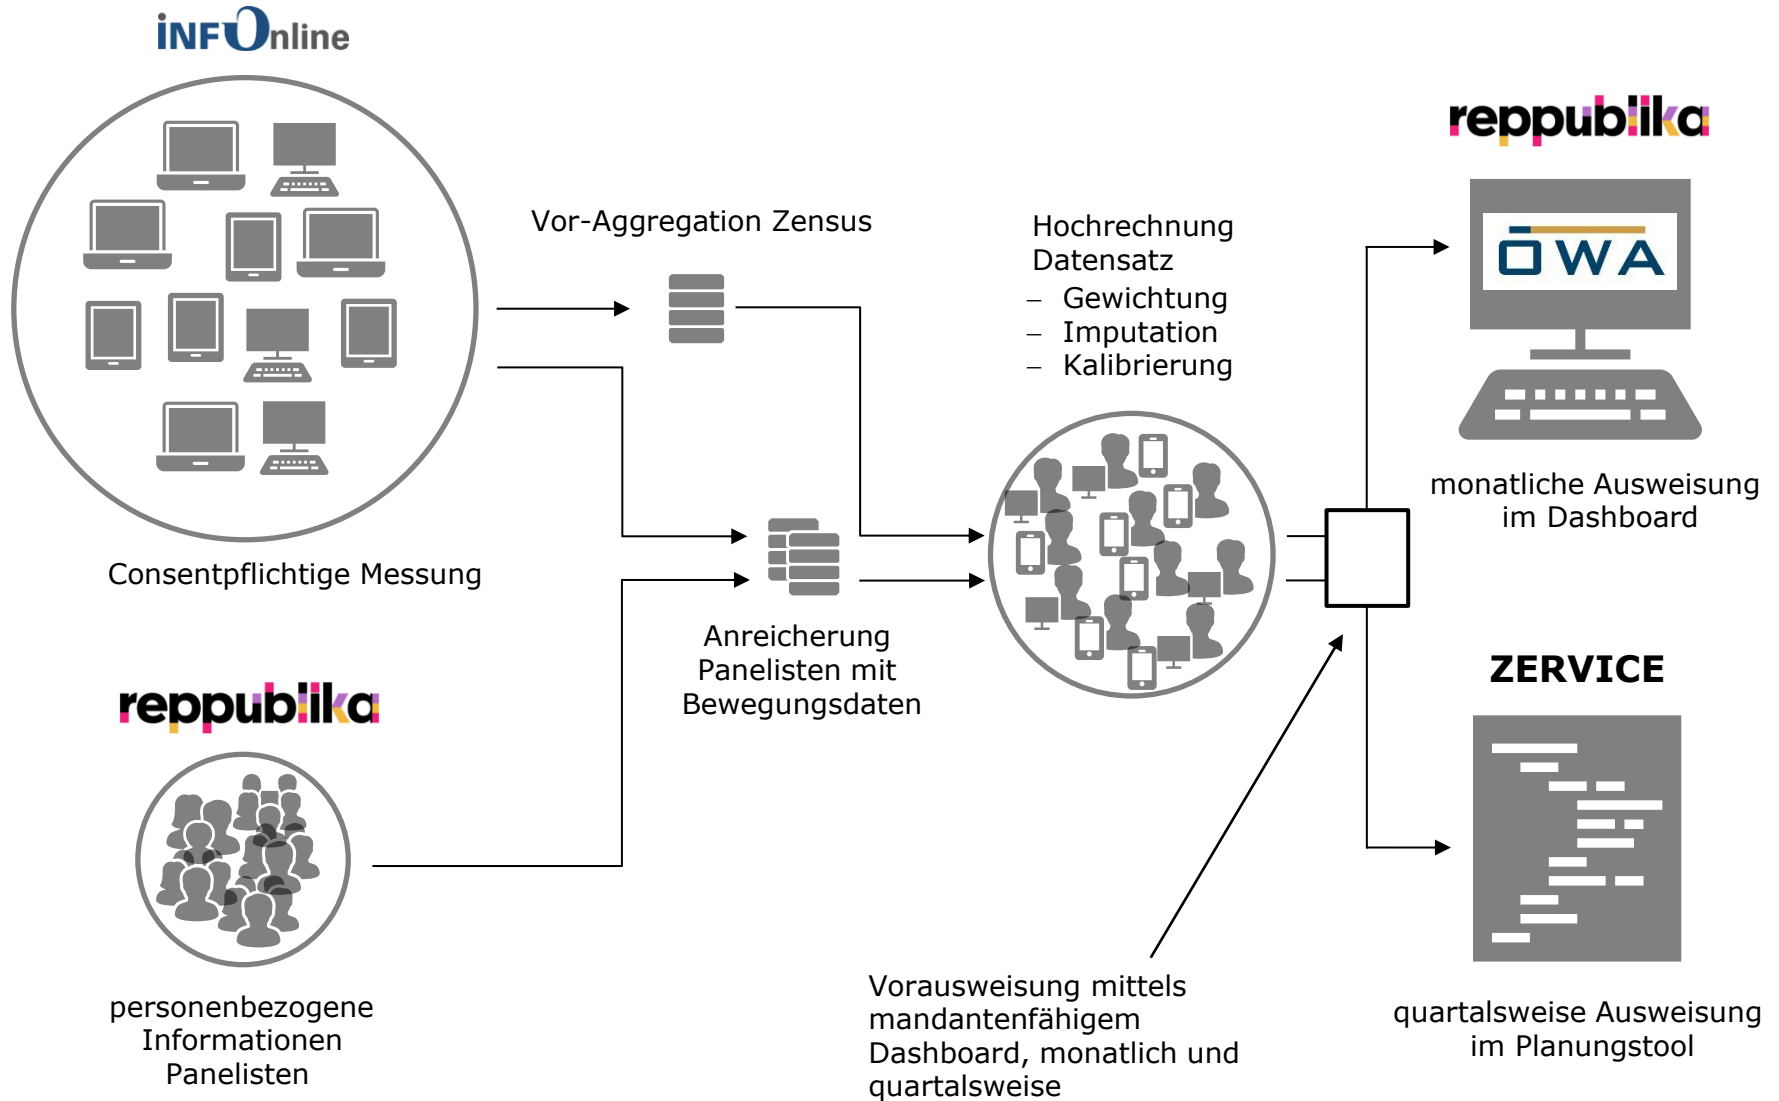 INFOnline
Consentpflichtige Messung
reppublika
personenbezogene
Informationen
Panelisten
Vor-Aggregation Zensus
Anreicherung
Panelisten mit
Bewegungsdaten
Hochrechnung
Datensatz
– Gewichtung
– Imputation
– Kalibrierung
Vorausweisung mittels
mandantenfähigem
Dashboard, monatlich und
quartalsweise
reppublika
ÖWA
monatliche Ausweisung
im Dashboard
ZERVICE
quartalsweise Ausweisung
im Planungstool